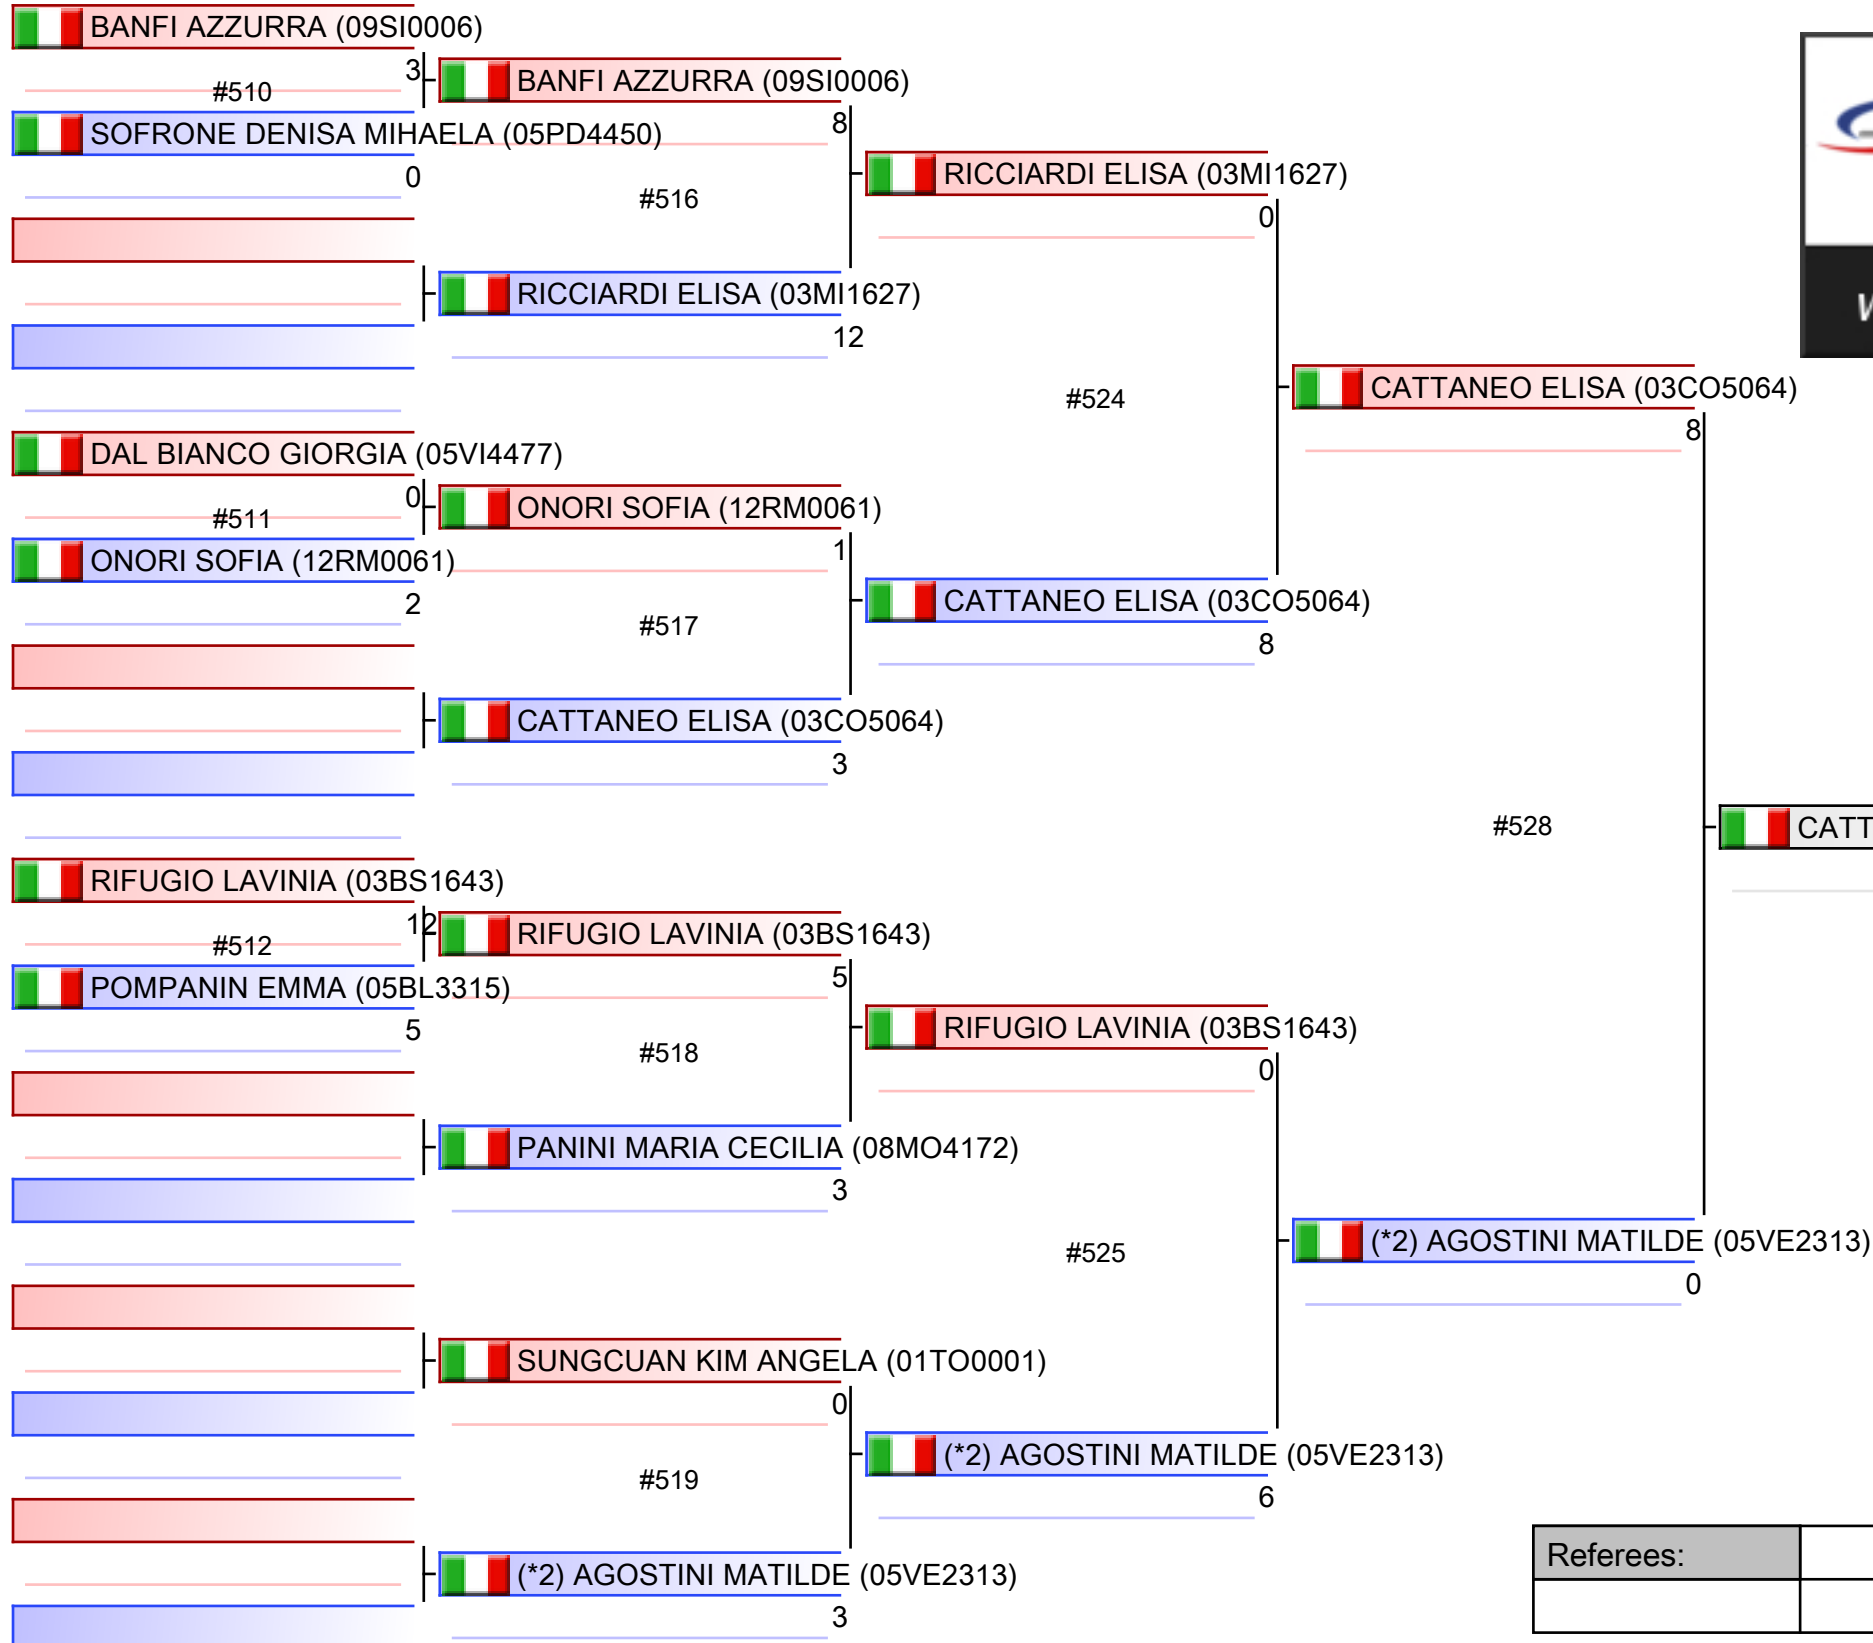 BANFI AZZURRA (09SI0006)
3
#510
SOFRONE DENISA MIHAELA (05PD4450)
0
BANFI AZZURRA (09SI0006)
8
#516
RICCIARDI ELISA (03MI1627)
12
RICCIARDI ELISA (03MI1627)
0
DAL BIANCO GIORGIA (05VI4477)
0
#511
ONORI SOFIA (12RM0061)
2
ONORI SOFIA (12RM0061)
1
#517
CATTANEO ELISA (03CO5064)
3
#524
CATTANEO ELISA (03CO5064)
8
CATTANEO ELISA (03CO5064)
8
RIFUGIO LAVINIA (03BS1643)
12
#512
POMPANIN EMMA (05BL3315)
5
RIFUGIO LAVINIA (03BS1643)
5
#518
PANINI MARIA CECILIA (08MO4172)
3
RIFUGIO LAVINIA (03BS1643)
0
#528
CATT
SUNGCUAN KIM ANGELA (01TO0001)
0
#519
(*2) AGOSTINI MATILDE (05VE2313)
3
#525
(*2) AGOSTINI MATILDE (05VE2313)
6
(*2) AGOSTINI MATILDE (05VE2313)
0
Referees: